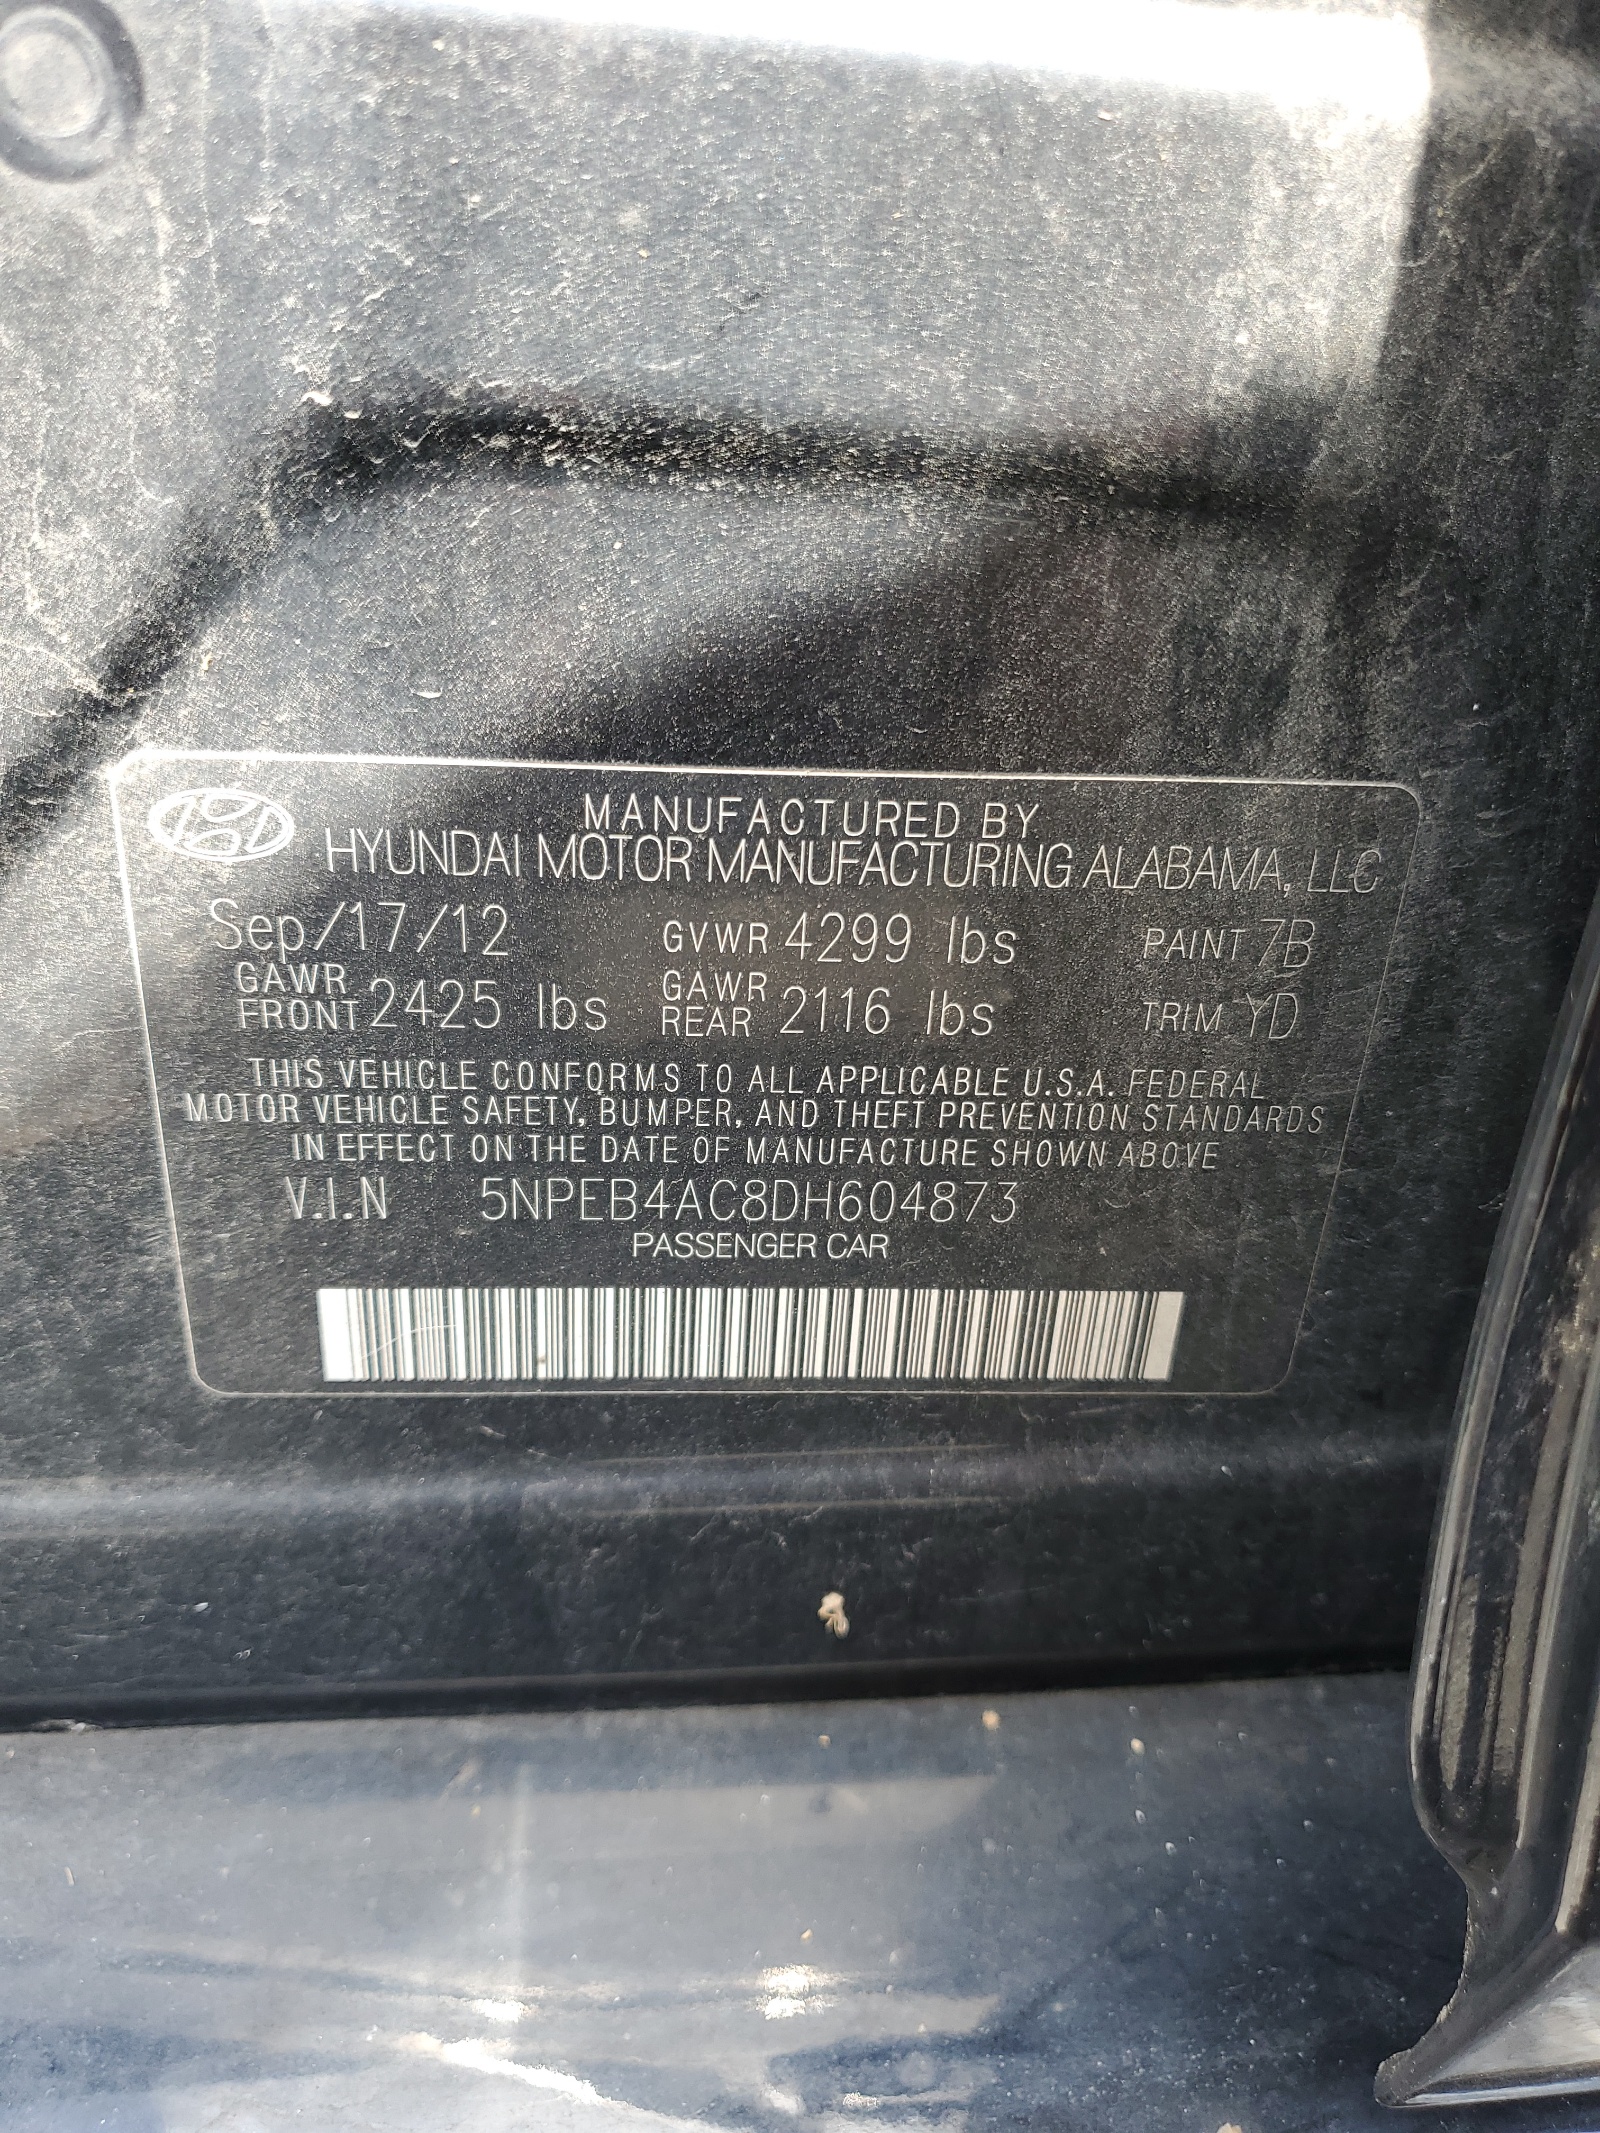 MANUFACTURED BY
HYUNDAI MOTOR MANUFACTURING ALABAMA, LLC
Sep/17/12 GVWR 4299 lbs PAINT 7B
GAWR FRONT 2425 lbs GAWR REAR 2116 lbs TRIM YD
THIS VEHICLE CONFORMS TO ALL APPLICABLE U.S.A. FEDERAL
MOTOR VEHICLE SAFETY, BUMPER, AND THEFT PREVENTION STANDARDS
IN EFFECT ON THE DATE OF MANUFACTURE SHOWN ABOVE
V.I.N 5NPEB4AC8DH604873
PASSENGER CAR